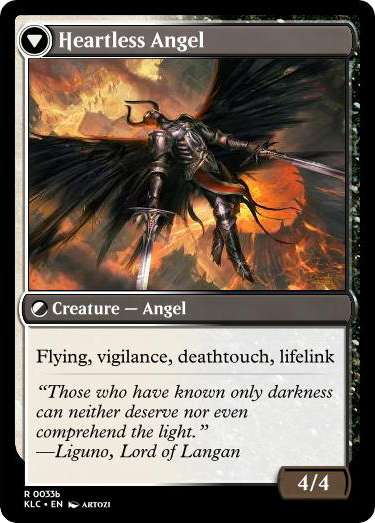 Heartless Angel
Creature — Angel
Flying, vigilance, deathtouch, lifelink
“Those who have known only darkness
can neither deserve nor even
comprehend the light.”
—Liguno, Lord of Langan
4/4
R 0033b
KLC • EN ARTOZI